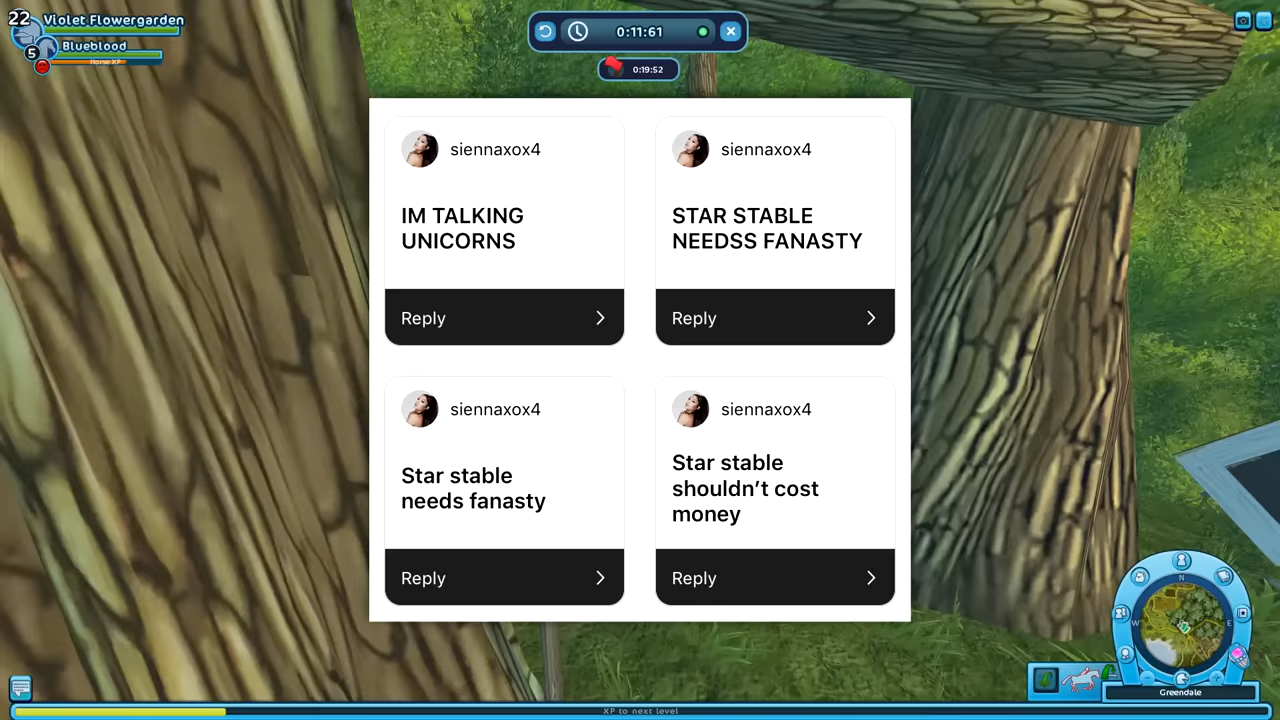 22
Violet Flowergarden
Blueblood
5
Horse XP
0:11:61
0:19:52
siennaxox4
IM TALKING
UNICORNS
Reply
siennaxox4
STAR STABLE
NEEDSS FANASTY
Reply
siennaxox4
Star stable
needs fanasty
Reply
siennaxox4
Star stable
shouldn’t cost
money
Reply
N
W
E
Greendale
XP to next level